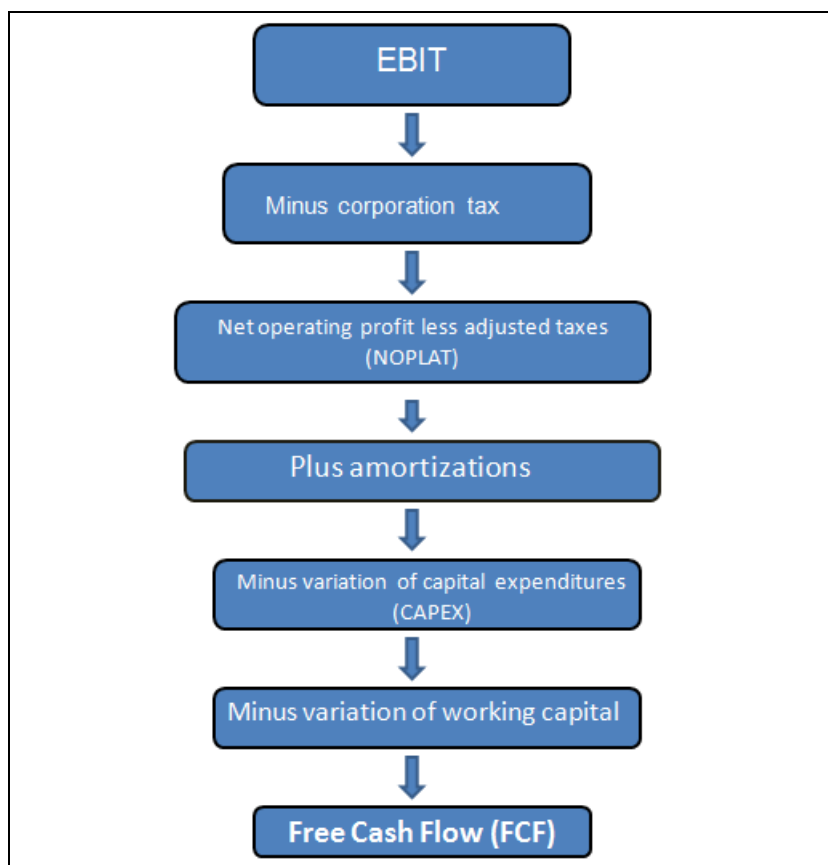 EBIT
Minus corporation tax
Net operating profit less adjusted taxes
(NOPLAT)
Plus amortizations
Minus variation of capital expenditures
(CAPEX)
Minus variation of working capital
Free Cash Flow (FCF)